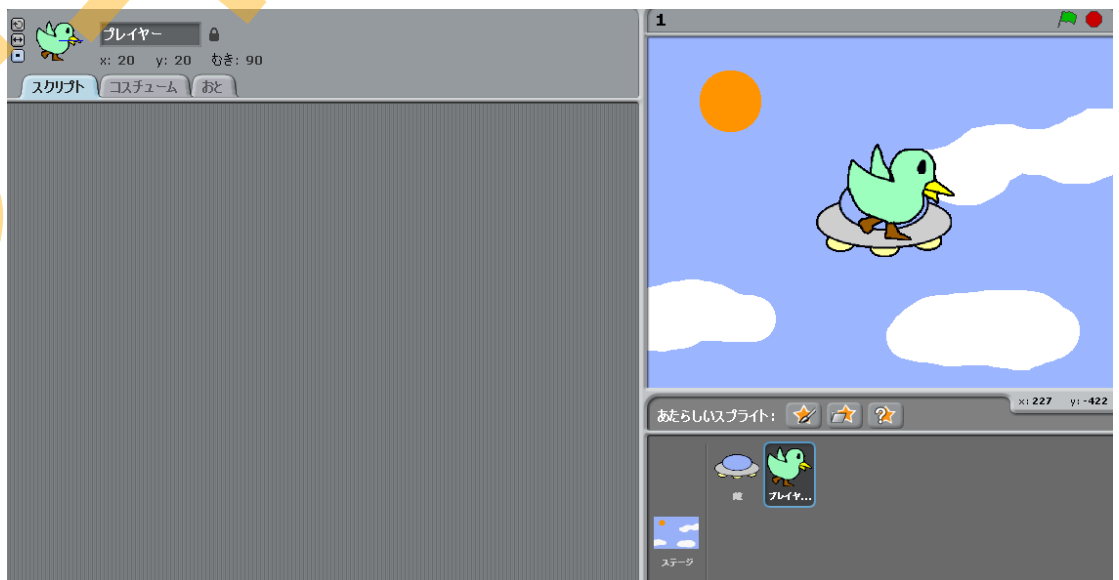 プレイヤー
x: 20 y: 20 むき: 90
スクリプト コスチューム おと
1
x: 227 y: -422
あたらしいスプライト:
敵 プレイヤ...
ステージ